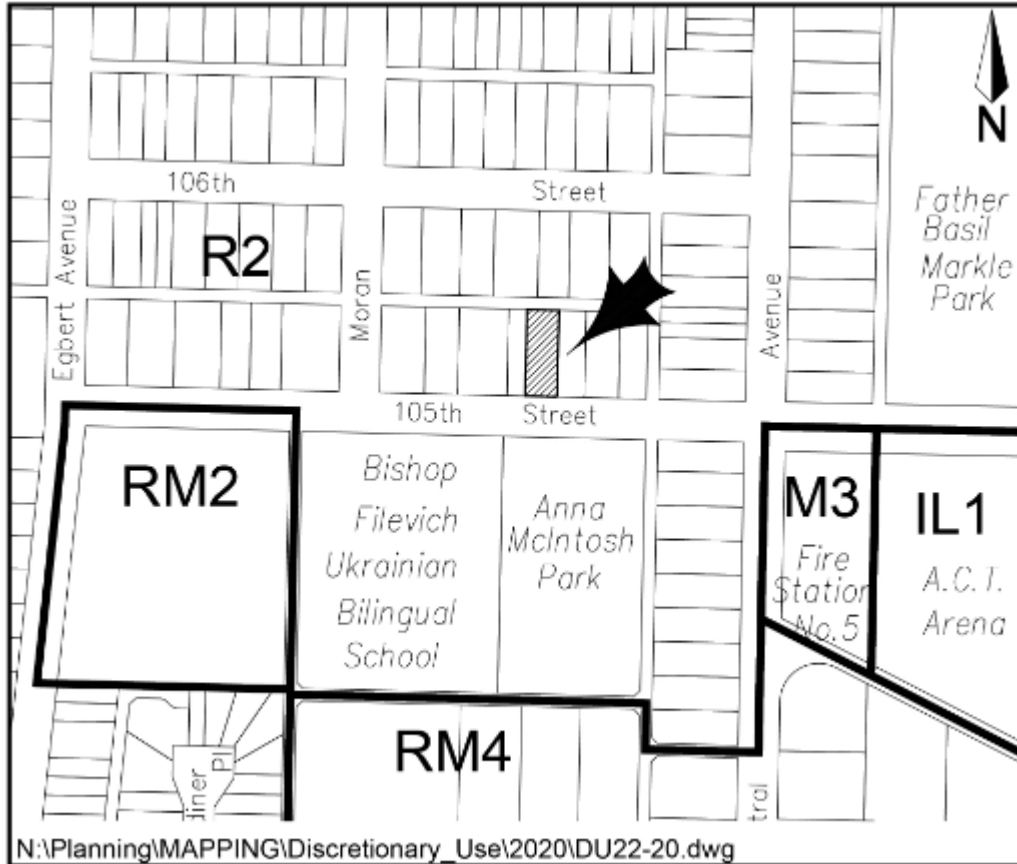 N
106th
Street
Father
Basil
Markle
Park
R2
Egbert Avenue
Moran
Avenue
105th
Street
RM2
Bishop
Filevich
Ukrainian
Bilingual
School
Anna
McIntosh
Park
M3
Fire
Station
No.5
IL1
A.C.T.
Arena
RM4
diner
Pl
tral
N:\Planning\MAPPING\Discretionary_Use\2020\DU22-20.dwg